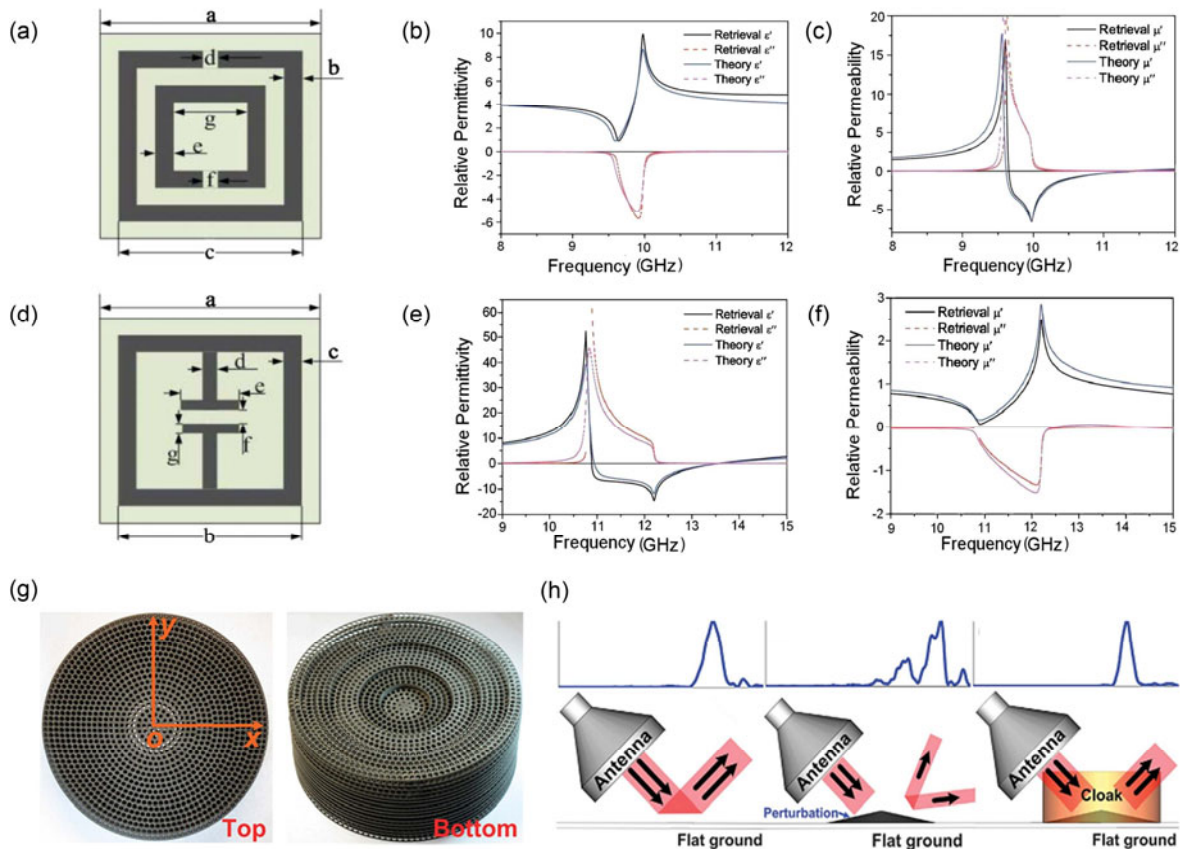 (a)
a
d
b
g
e
f
c
(b)
Relative Permittivity
10
8
6
4
2
0
-2
-4
-6
8 9 10 11 12
Frequency (GHz)
Retrieval ε'
Retrieval ε''
Theory ε'
Theory ε''
(c)
Relative Permeability
20
15
10
5
0
-5
8 9 10 11 12
Frequency (GHz)
Retrieval μ'
Retrieval μ''
Theory μ'
Theory μ''
(d)
a
c
d
e
g
f
b
(e)
Relative Permittivity
60
50
40
30
20
10
0
-10
-20
9 10 11 12 13 14 15
Frequency (GHz)
Retrieval ε'
Retrieval ε''
Theory ε'
Theory ε''
(f)
Relative Permeability
3
2
1
0
-1
-2
9 10 11 12 13 14 15
Frequency (GHz)
Retrieval μ'
Retrieval μ''
Theory μ'
Theory μ''
(g)
y
o
x
Top
Bottom
(h)
Antenna
Flat ground
Antenna
Perturbation
Flat ground
Antenna
Cloak
Flat ground